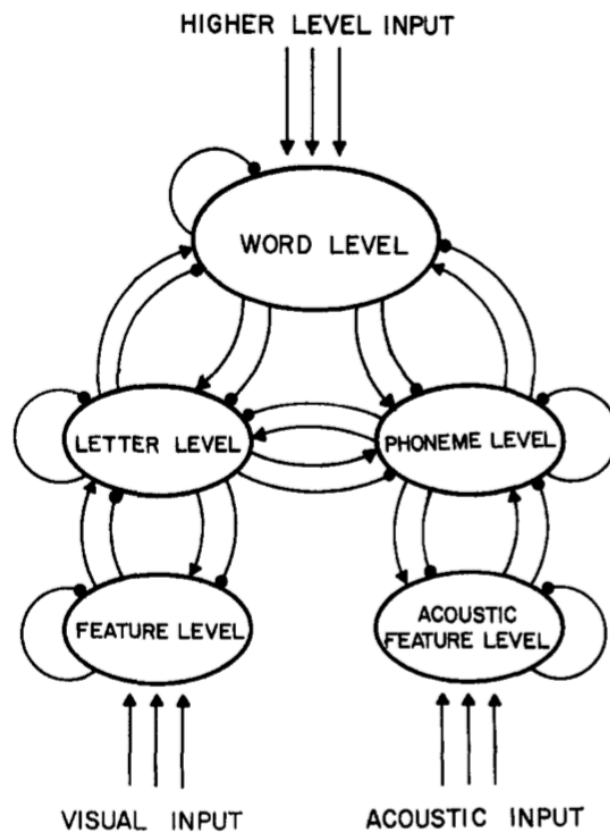 HIGHER LEVEL INPUT
WORD LEVEL
LETTER LEVEL
PHONEME LEVEL
FEATURE LEVEL
ACOUSTIC
FEATURE LEVEL
VISUAL INPUT
ACOUSTIC INPUT